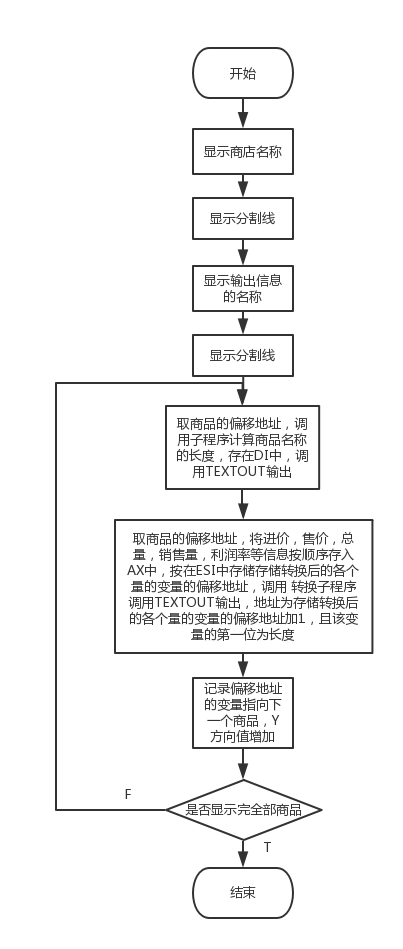 开始
显示商店名称
显示分割线
显示输出信息
的名称
显示分割线
取商品的偏移地址，调
用子程序计算商品名称
的长度，存在DI中，调
用TEXTOUT输出
取商品的偏移地址，将进价，售价，总
量，销售量，利润率等信息按顺序存入
AX中，按在ESI中存储存储转换后的各个
量的变量的偏移地址，调用 转换子程序
调用TEXTOUT输出，地址为存储转换后
的各个量的变量的偏移地址加1，且该变
量的第一位为长度
记录偏移地址
的变量指向下
一个商品，Y
方向值增加
F
是否显示完全部商品
T
结束